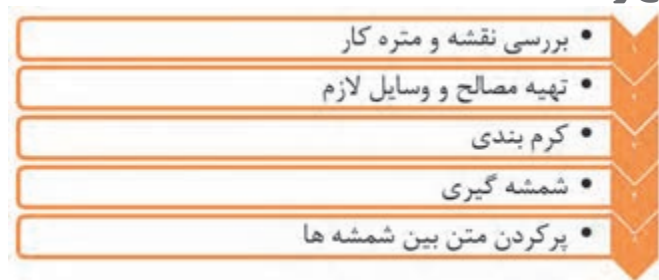 • بررسی نقشه و متره کار
• تهیه مصالح و وسایل لازم
• کرم بندی
• شمشه گیری
• پرکردن متن بین شمشه ها